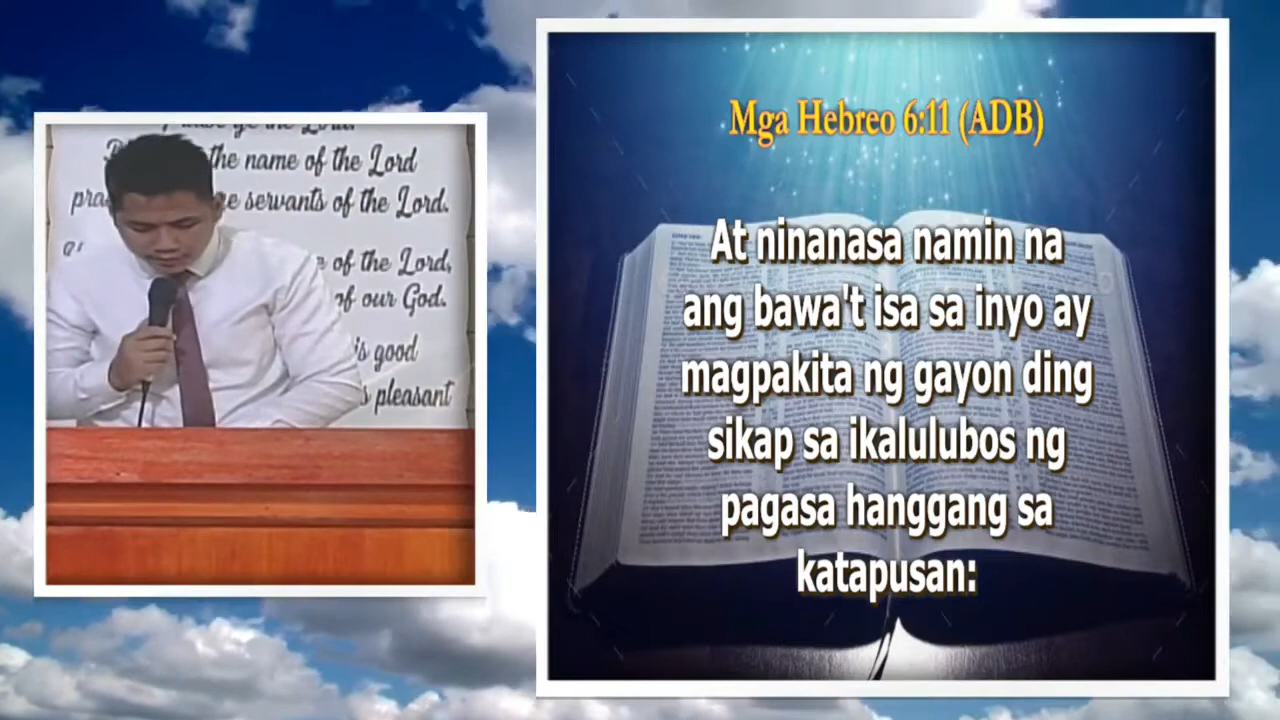 the name of the Lord
servants of the Lord.
of the Lord,
of our God.
is good
pleasant
Mga Hebreo 6:11 (ADB)
At ninanasa namin na
ang bawa't isa sa inyo ay
magpakita ng gayon ding
sikap sa ikalulubos ng
pagasa hanggang sa
katapusan: